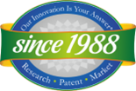 Our Innovation Is Your Answer
since 1988
Research · Patent · Market